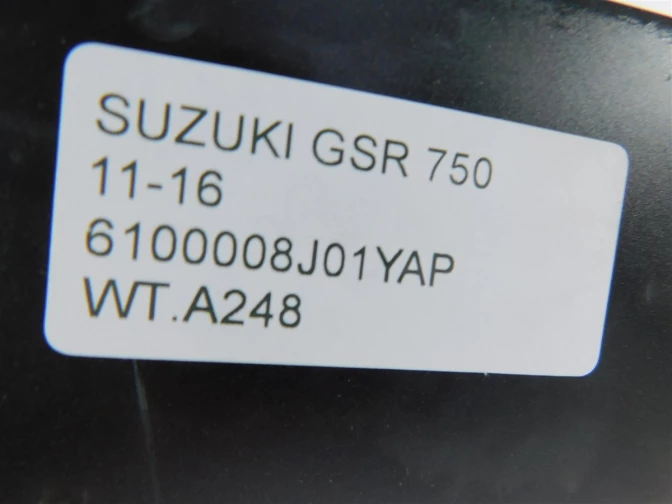 SUZUKI GSR 750
11-16
6100008J01YAP
WT.A248